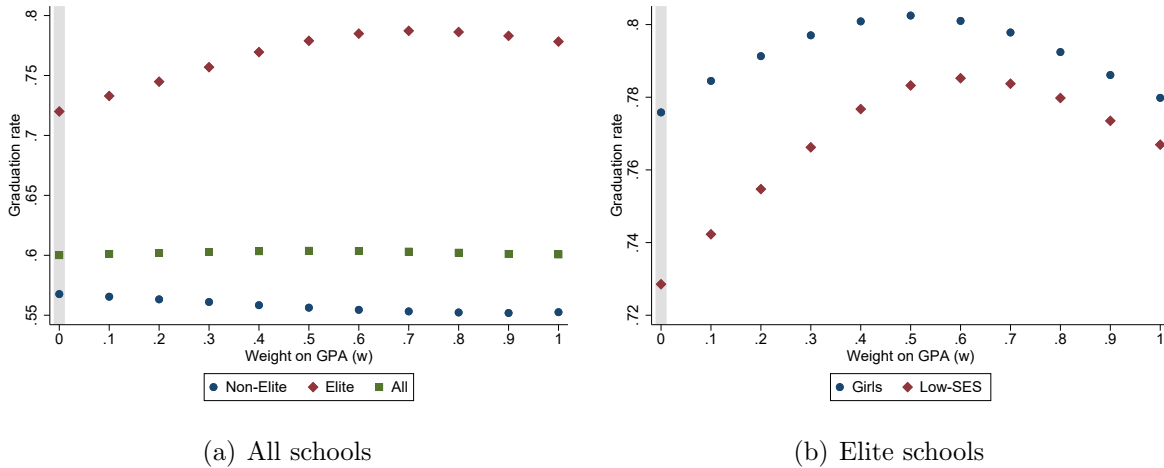 Graduation rate
.8
.75
.7
.65
.6
.55
0 .1 .2 .3 .4 .5 .6 .7 .8 .9 1
Weight on GPA (w)
Non-Elite Elite All
(a) All schools
Graduation rate
.8
.78
.76
.74
.72
0 .1 .2 .3 .4 .5 .6 .7 .8 .9 1
Weight on GPA (w)
Girls Low-SES
(b) Elite schools